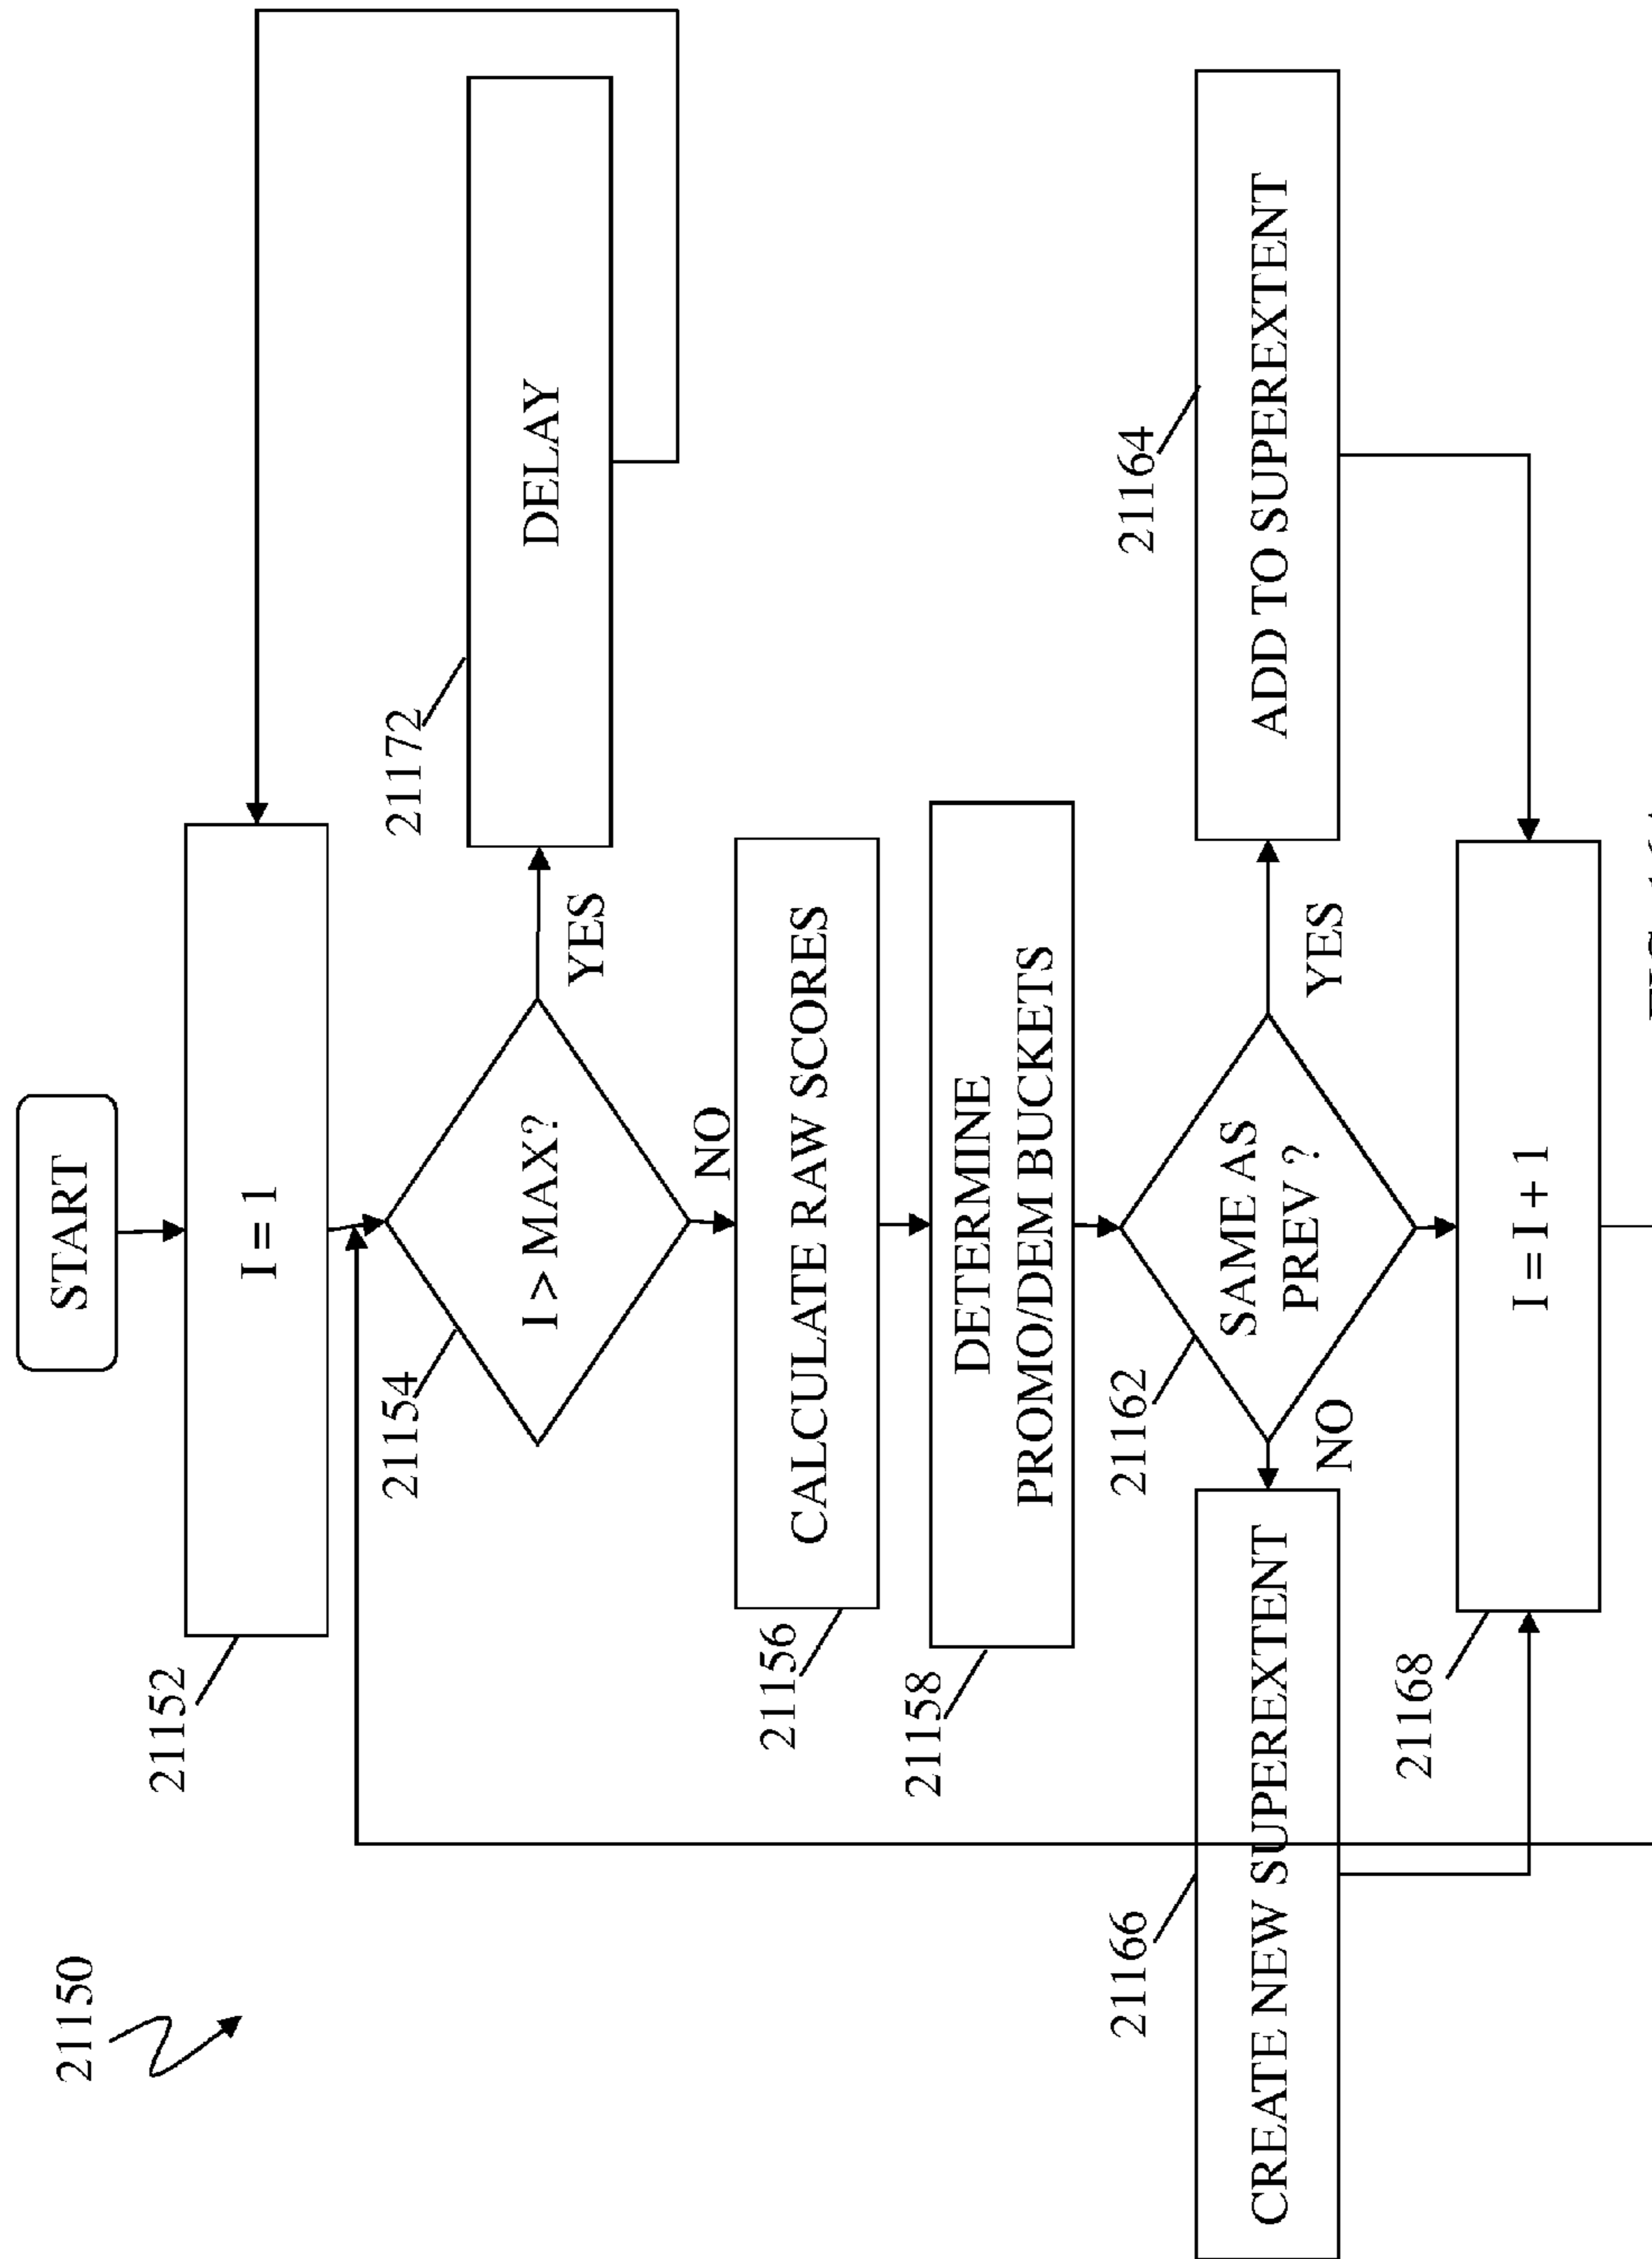 21150
START
21152
I = 1
21154
I > MAX?
YES
21172
DELAY
NO
21156
CALCULATE RAW SCORES
21158
DETERMINE
PROMO/DEM BUCKETS
21162
SAME AS
PREV ?
YES
21164
ADD TO SUPEREXTENT
NO
21166
CREATE NEW SUPEREXTENT
21168
I = I + 1